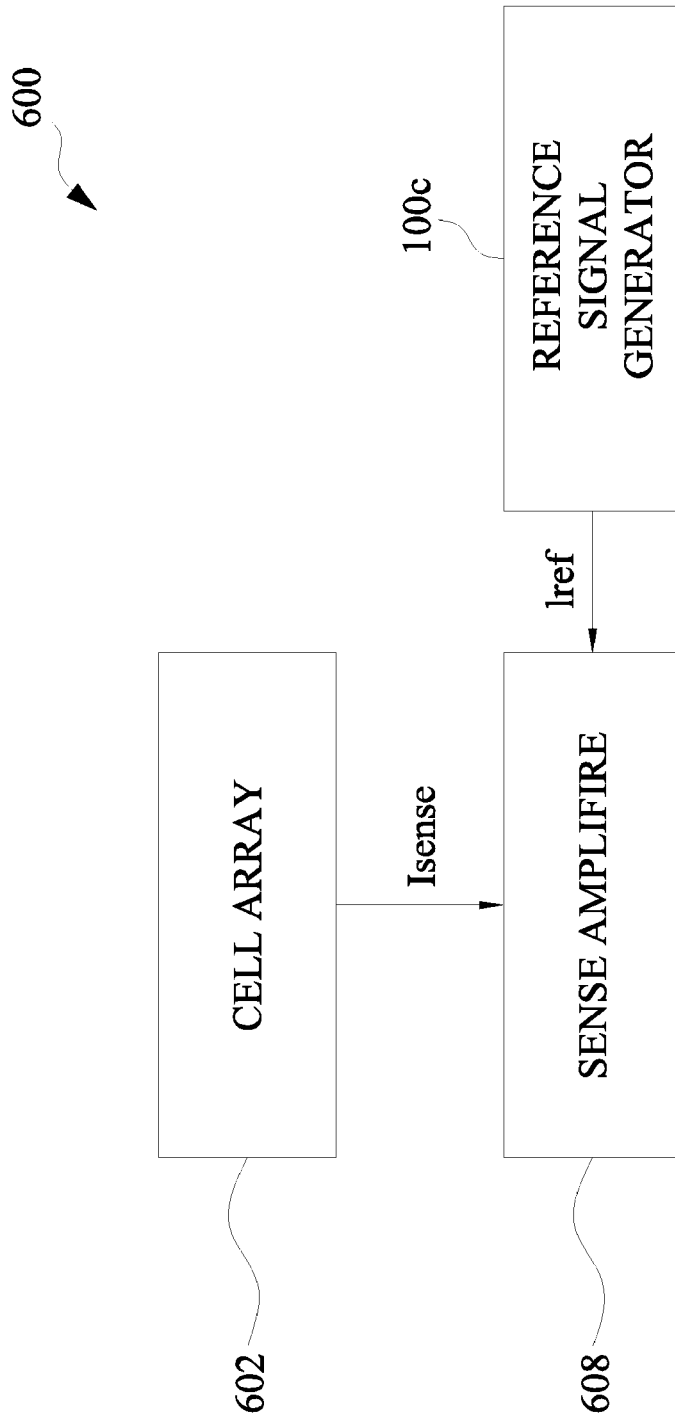 600
602
CELL ARRAY
Isense
100c
608
SENSE AMPLIFIRE
Iref
REFERENCE
SIGNAL
GENERATOR